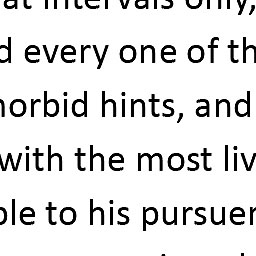 at intervals only,
d every one of th
morbid hints, and
with the most liv
ble to his pursuer